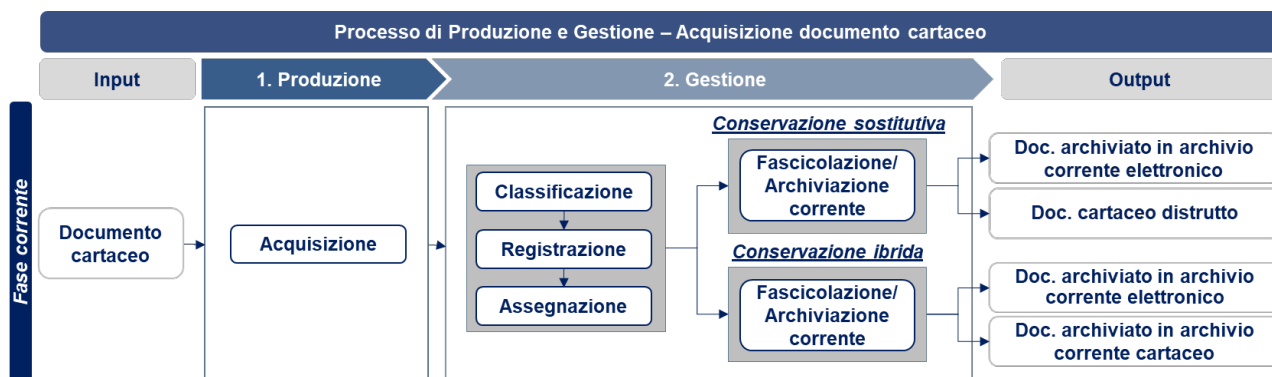 Processo di Produzione e Gestione – Acquisizione documento cartaceo
Input
1. Produzione
2. Gestione
Output
Fase corrente
Documento
cartaceo
Acquisizione
Classificazione
Registrazione
Assegnazione
Conservazione sostitutiva
Fascicolazione/
Archiviazione
corrente
Conservazione ibrida
Fascicolazione/
Archiviazione
corrente
Doc. archiviato in archivio
corrente elettronico
Doc. cartaceo distrutto
Doc. archiviato in archivio
corrente elettronico
Doc. archiviato in archivio
corrente cartaceo